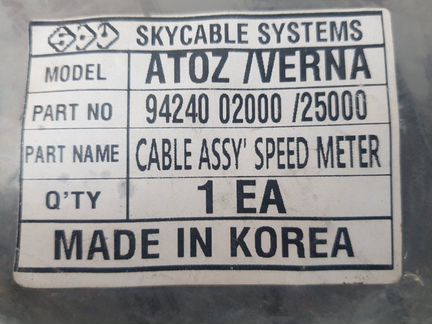 SKYCABLE SYSTEMS
MODEL ATOZ /VERNA
PART NO 94240 02000 /25000
PART NAME CABLE ASSY' SPEED METER
Q'TY 1 EA
MADE IN KOREA